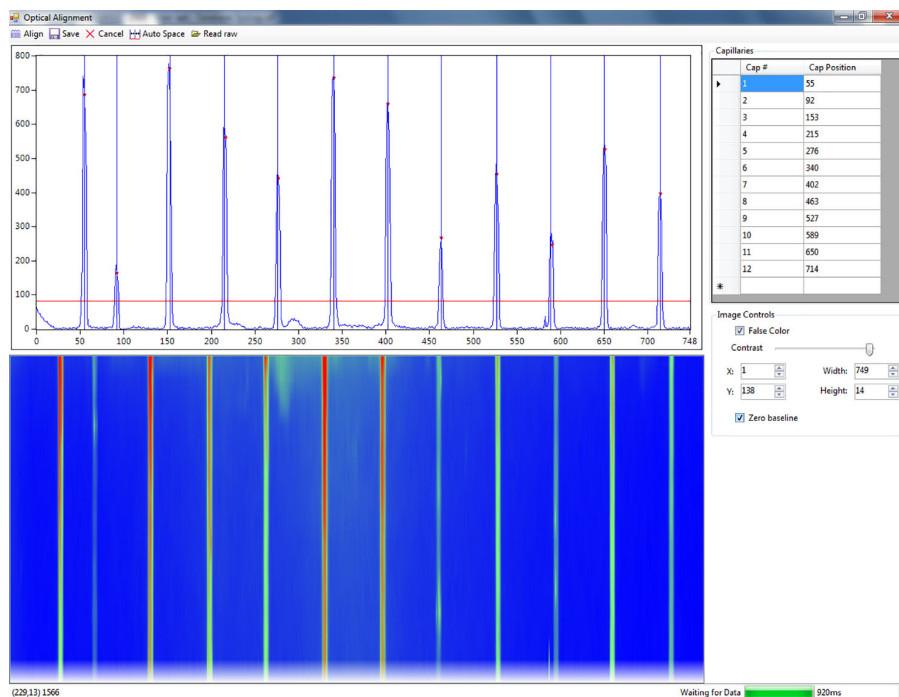 Optical Alignment
Align Save Cancel Auto Space Read raw
800
700
600
500
400
300
200
100
0
0 50 100 150 200 250 300 350 400 450 500 550 600 650 700 748
Capillaries
Cap # Cap Position
1 55
2 92
3 153
4 215
5 276
6 340
7 402
8 463
9 527
10 589
11 650
12 714
Image Controls
False Color
Contrast
X: 1 Width: 749
Y: 138 Height: 14
Zero baseline
(229,13) 1566 Waiting for Data 920ms